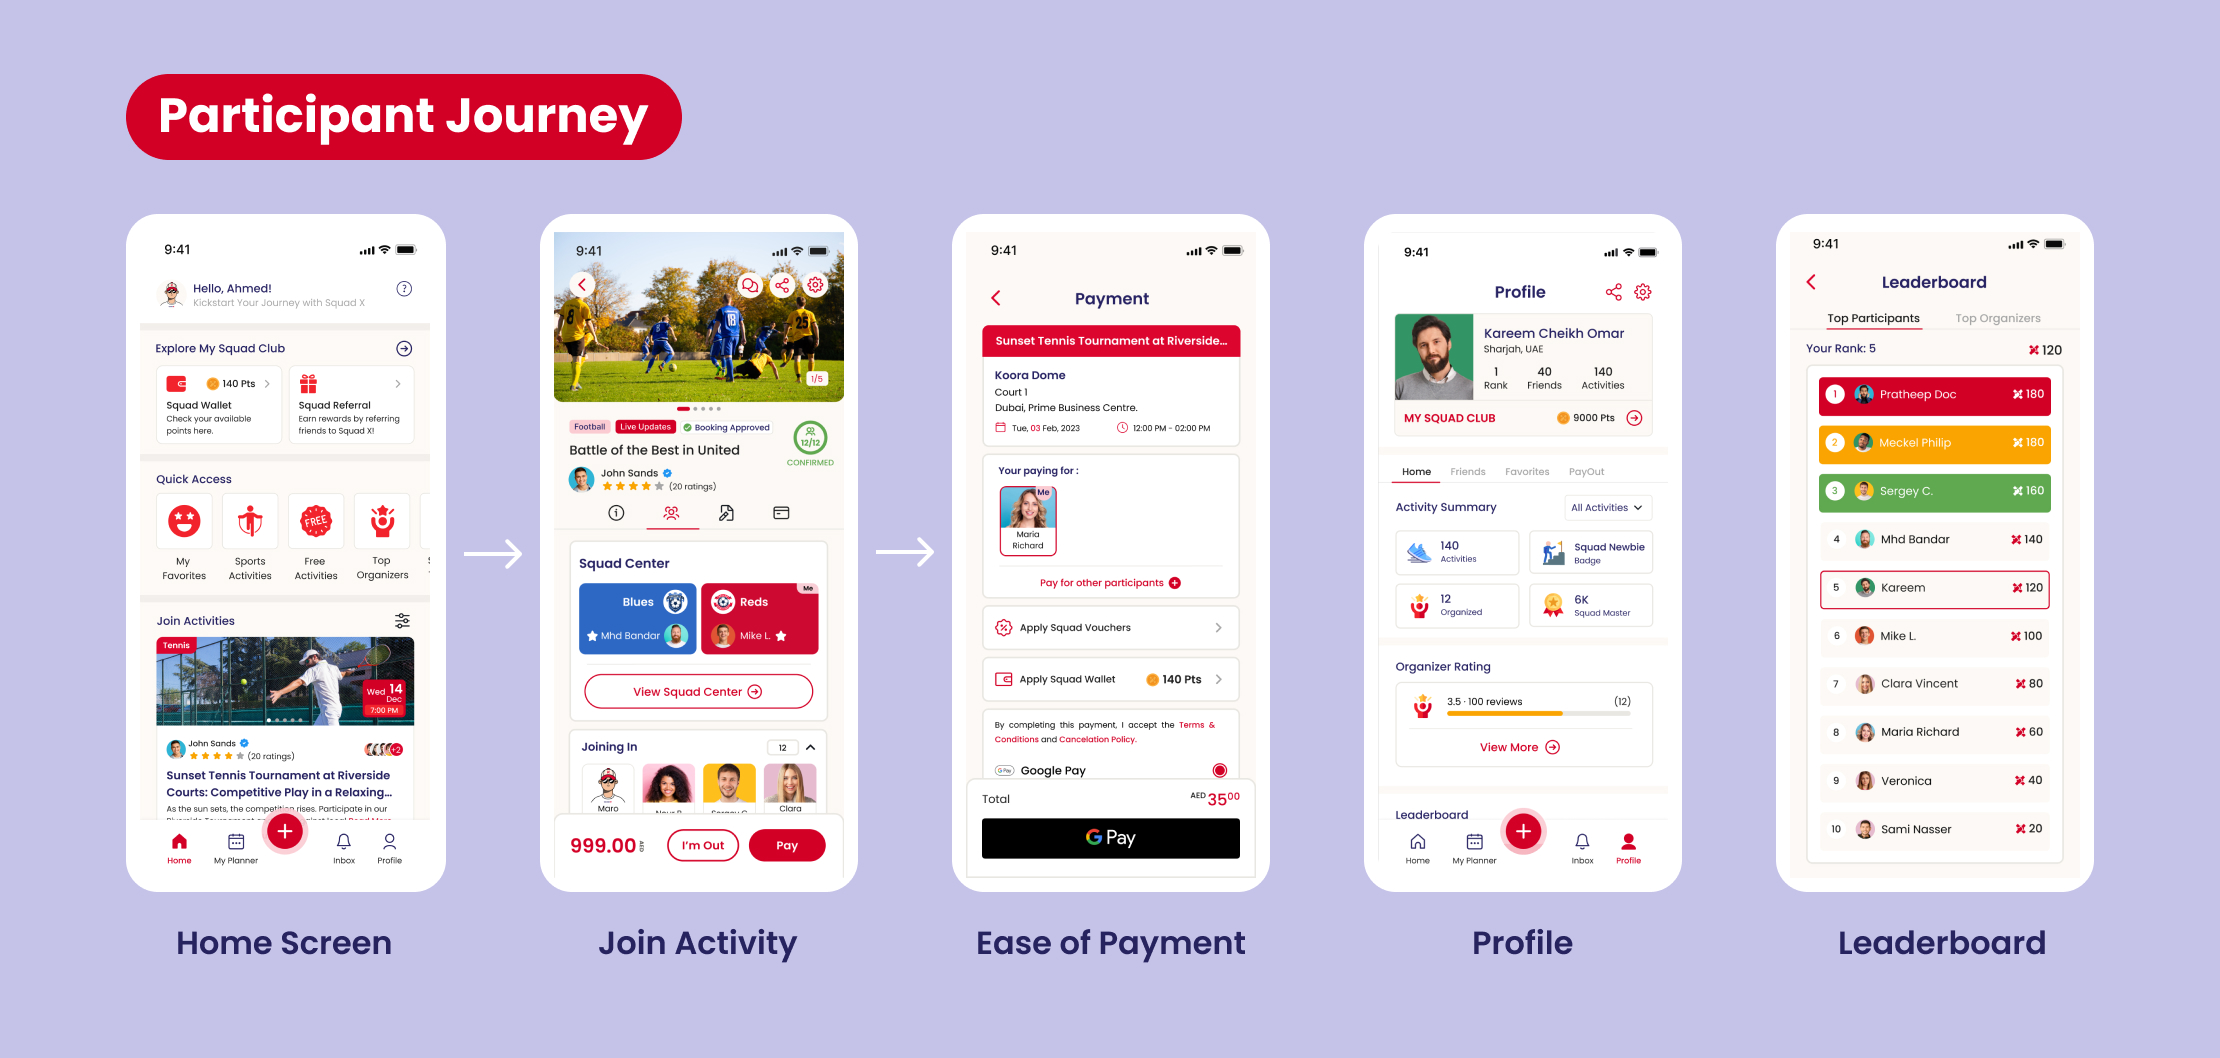 Participant Journey
9:41
Hello, Ahmed!
Kickstart Your Journey with Squad X
?
Explore My Squad Club
140 Pts
Squad Wallet
Check your available
points here.
Squad Referral
Earn rewards by referring
friends to Squad X!
Quick Access
FREE
My
Favorites
Sports
Activities
Free
Activities
Top
Organizers
Join Activities
Tennis
Wed 14
Dec
7:00 PM
John Sands
(20 ratings)
+2
Sunset Tennis Tournament at Riverside
Courts: Competitive Play in a Relaxing...
As the sun sets, the competition rises. Participate in our
Home
My Planner
Inbox
Profile
Home Screen
9:41
8
18
25
1/5
Football
Live Updates
Booking Approved
12/12
CONFIRMED
Battle of the Best in United
John Sands
(20 ratings)
Squad Center
Blues
Mhd Bandar
Me
Reds
Mike L.
View Squad Center
Joining In
12
Maro
Clara
999.00 AED
I'm Out
Pay
Join Activity
9:41
Payment
Sunset Tennis Tournament at Riverside...
Koora Dome
Court 1
Dubai, Prime Business Centre.
Tue, 03 Feb, 2023
12:00 PM - 02:00 PM
Your paying for :
Me
Maria
Richard
Pay for other participants
Apply Squad Vouchers
Apply Squad Wallet
140 Pts
By completing this payment, I accept the Terms &
Conditions and Cancelation Policy.
G Pay
Google Pay
Total
AED 3500
G Pay
Ease of Payment
9:41
Profile
Kareem Cheikh Omar
Sharjah, UAE
1
Rank
40
Friends
140
Activities
MY SQUAD CLUB
9000 Pts
Home
Friends
Favorites
PayOut
Activity Summary
All Activities
140
Activities
Squad Newbie
Badge
12
Organized
6K
Squad Master
Organizer Rating
3.5 · 100 reviews
(12)
View More
Leaderboard
Home
My Planner
Inbox
Profile
Profile
9:41
Leaderboard
Top Participants
Top Organizers
Your Rank: 5
120
1 Pratheep Doc 180
2 Meckel Philip 180
3 Sergey C. 160
4 Mhd Bandar 140
5 Kareem 120
6 Mike L. 100
7 Clara Vincent 80
8 Maria Richard 60
9 Veronica 40
10 Sami Nasser 20
Leaderboard